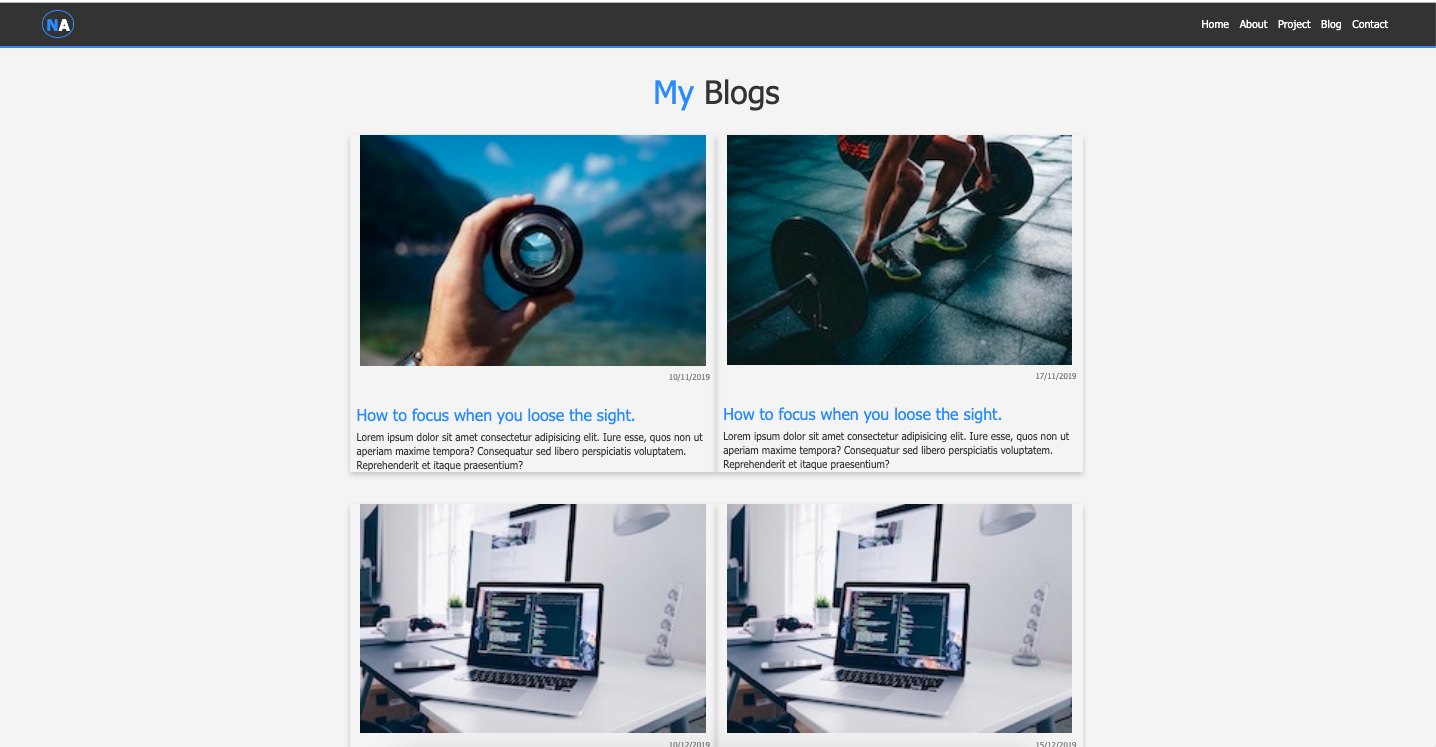 NA
Home About Project Blog Contact
My Blogs
10/11/2019
How to focus when you loose the sight.
Lorem ipsum dolor sit amet consectetur adipisicing elit. Iure esse, quos non ut
aperiam maxime tempora? Consequatur sed libero perspiciatis voluptatem.
Reprehenderit et itaque praesentium?
17/11/2019
How to focus when you loose the sight.
Lorem ipsum dolor sit amet consectetur adipisicing elit. Iure esse, quos non ut
aperiam maxime tempora? Consequatur sed libero perspiciatis voluptatem.
Reprehenderit et itaque praesentium?
10/12/2019
15/12/2019